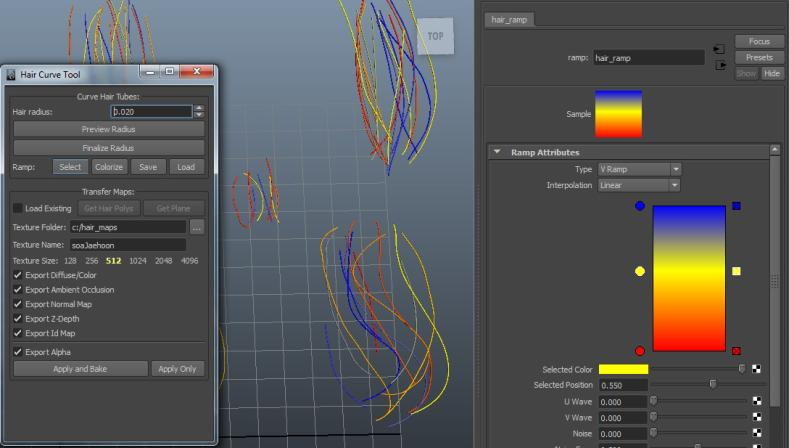 TOP
Hair Curve Tool
Curve Hair Tubes:
Hair radius: 0.020
Preview Radius
Finalize Radius
Ramp: Select Colorize Save Load
Transfer Maps:
Load Existing Get Hair Polys Get Plane
Texture Folder: c:/hair_maps ...
Texture Name: soaJaehoon
Texture Size: 128 256 512 1024 2048 4096
Export Diffuse/Color
Export Ambient Occlusion
Export Normal Map
Export Z-Depth
Export Id Map
Export Alpha
Apply and Bake Apply Only
hair_ramp
ramp: hair_ramp
Focus
Presets
Show Hide
Sample
Ramp Attributes
Type V Ramp
Interpolation Linear
Selected Color
Selected Position 0.550
U Wave 0.000
V Wave 0.000
Noise 0.000